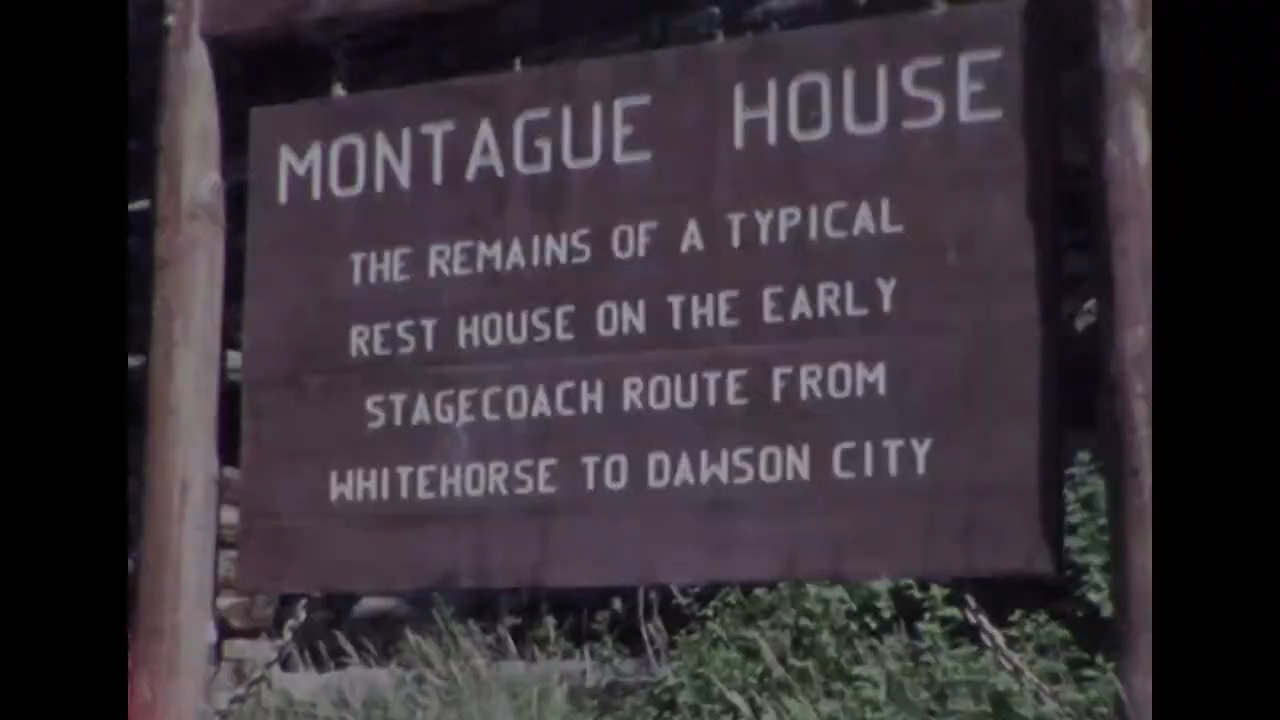 MONTAGUE HOUSE
THE REMAINS OF A TYPICAL
REST HOUSE ON THE EARLY
STAGECOACH ROUTE FROM
WHITEHORSE TO DAWSON CITY